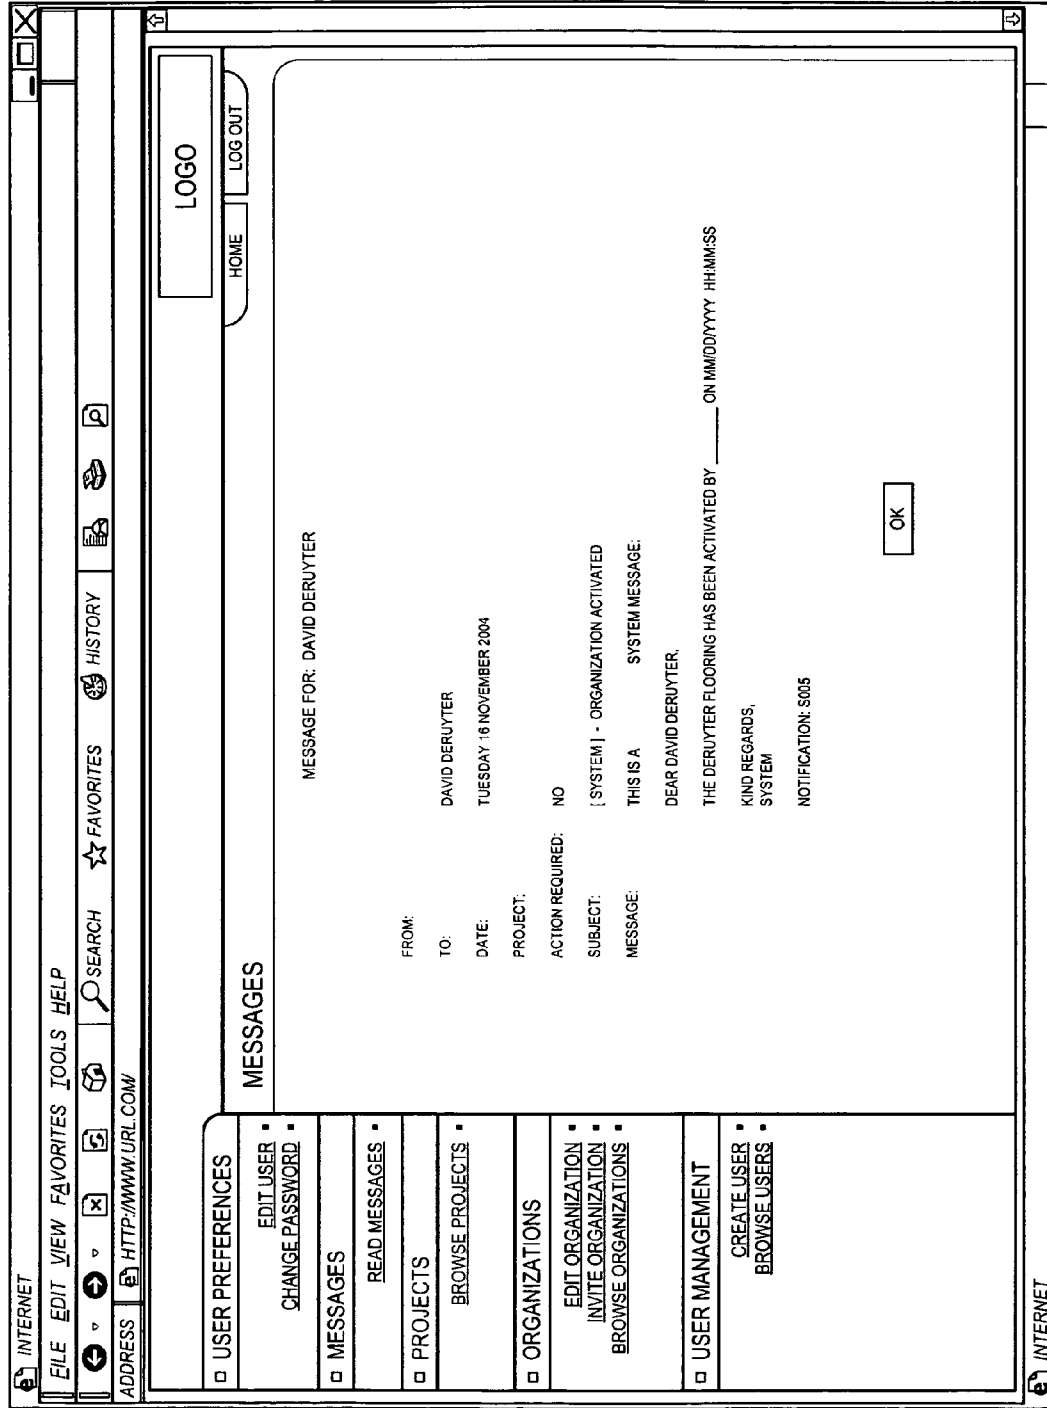 INTERNET
FILE EDIT VIEW FAVORITES TOOLS HELP
SEARCH FAVORITES HISTORY
ADDRESS HTTP://WWW.URL.COM/
LOGO
HOME LOG OUT
USER PREFERENCES
EDIT USER
CHANGE PASSWORD
MESSAGES
READ MESSAGES
PROJECTS
BROWSE PROJECTS
ORGANIZATIONS
EDIT ORGANIZATION
INVITE ORGANIZATION
BROWSE ORGANIZATIONS
USER MANAGEMENT
CREATE USER
BROWSE USERS
MESSAGES
MESSAGE FOR: DAVID DERUYTER
FROM:
TO: DAVID DERUYTER
DATE: TUESDAY 16 NOVEMBER 2004
PROJECT:
ACTION REQUIRED: NO
SUBJECT: [ SYSTEM ] - ORGANIZATION ACTIVATED
MESSAGE: THIS IS A SYSTEM MESSAGE:
DEAR DAVID DERUYTER,
THE DERUYTER FLOORING HAS BEEN ACTIVATED BY ______ ON MM/DD/YYYY HH:MM:SS
KIND REGARDS,
SYSTEM
NOTIFICATION: S005
OK
INTERNET